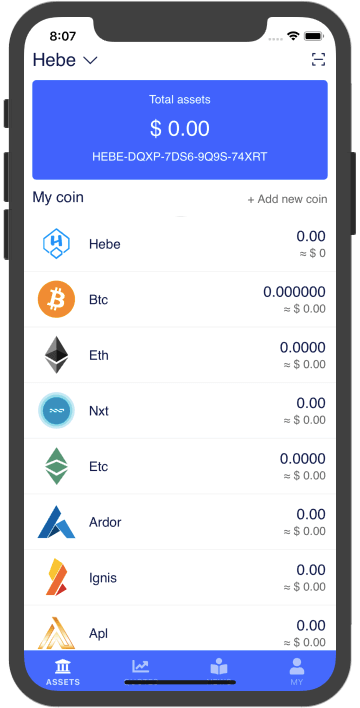 8:07
Hebe
Total assets
$ 0.00
HEBE-DQXP-7DS6-9Q9S-74XRT
My coin
+ Add new coin
Hebe
0.00
≈ $ 0
Btc
0.000000
≈ $ 0.00
Eth
0.0000
≈ $ 0.00
Nxt
0.00
≈ $ 0.00
Etc
0.0000
≈ $ 0.00
Ardor
0.00
≈ $ 0.00
Ignis
0.00
≈ $ 0.00
Apl
0.00
ASSETS
MY